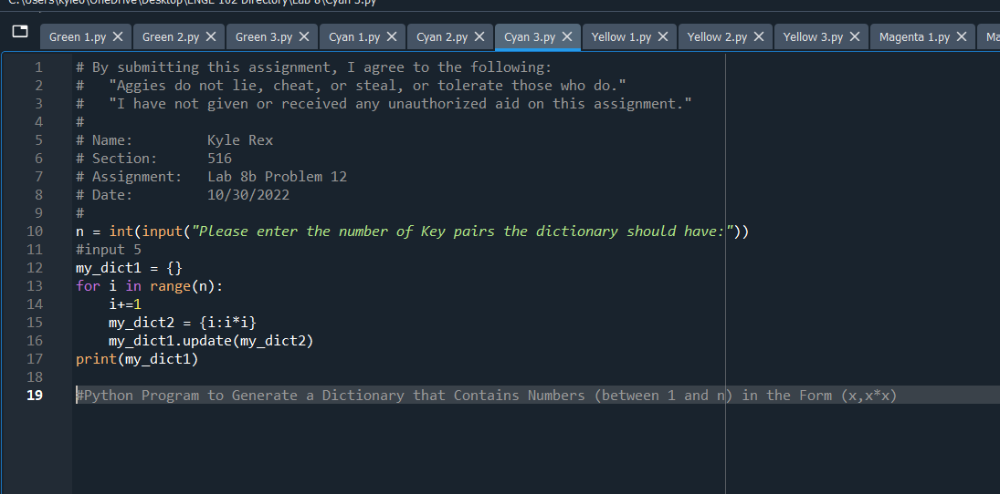 C:\Users\kyleo\OneDrive\Desktop\ENGE 102 Directory\Lab 8\Cyan 3.py
Green 1.py Green 2.py Green 3.py Cyan 1.py Cyan 2.py Cyan 3.py Yellow 1.py Yellow 2.py Yellow 3.py Magenta 1.py Ma
1 # By submitting this assignment, I agree to the following:
2 #   "Aggies do not lie, cheat, or steal, or tolerate those who do."
3 #   "I have not given or received any unauthorized aid on this assignment."
4 #
5 # Name:         Kyle Rex
6 # Section:      516
7 # Assignment:   Lab 8b Problem 12
8 # Date:         10/30/2022
9 #
10 n = int(input("Please enter the number of Key pairs the dictionary should have:"))
11 #input 5
12 my_dict1 = {}
13 for i in range(n):
14     i+=1
15     my_dict2 = {i:i*i}
16     my_dict1.update(my_dict2)
17 print(my_dict1)
18
19 #Python Program to Generate a Dictionary that Contains Numbers (between 1 and n) in the Form (x,x*x)